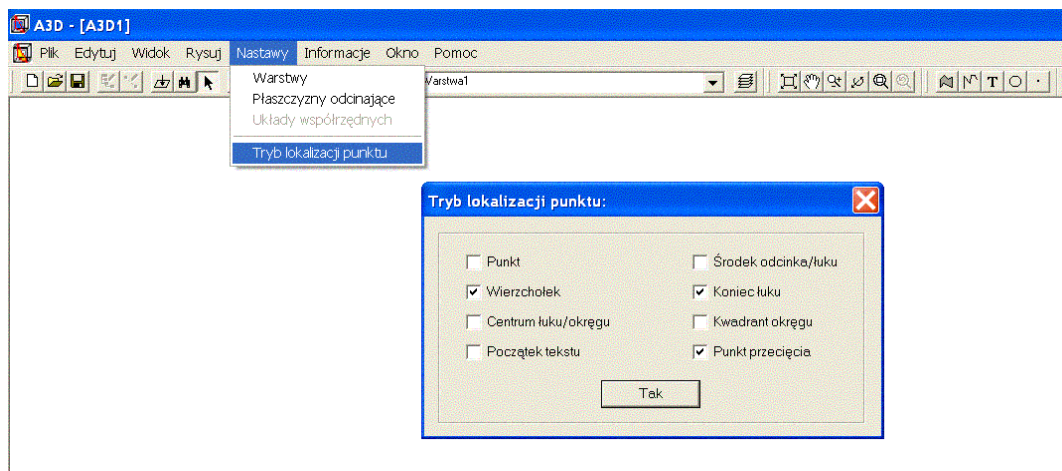 A3D - [A3D1]
Plik Edytuj Widok Rysuj Nastawy Informacje Okno Pomoc
Warstwa1
T
Warstwy
Płaszczyzny odcinające
Układy współrzędnych
Tryb lokalizacji punktu
Tryb lokalizacji punktu:
Punkt Środek odcinka/łuku
Wierzchołek Koniec łuku
Centrum łuku/okręgu Kwadrant okręgu
Początek tekstu Punkt przecięcia
Tak